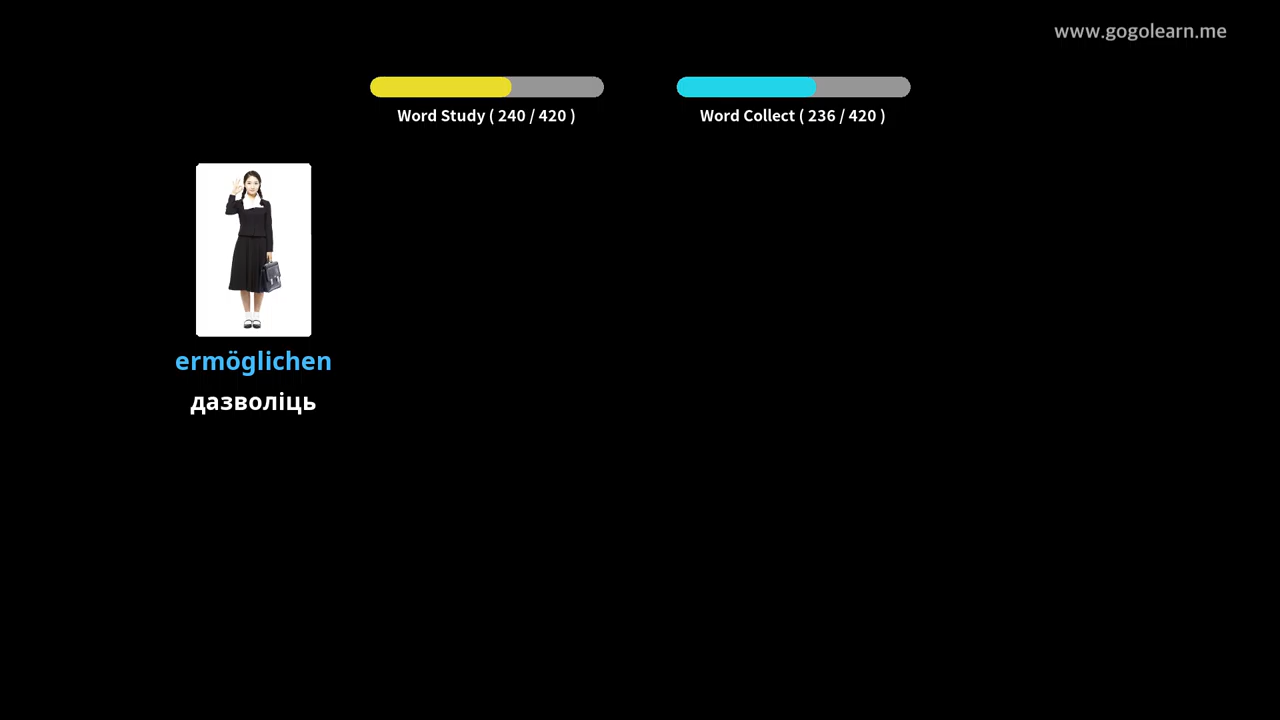 www.gogolearn.me
Word Study ( 240 / 420 )
Word Collect ( 236 / 420 )
ermöglichen
дазволіць